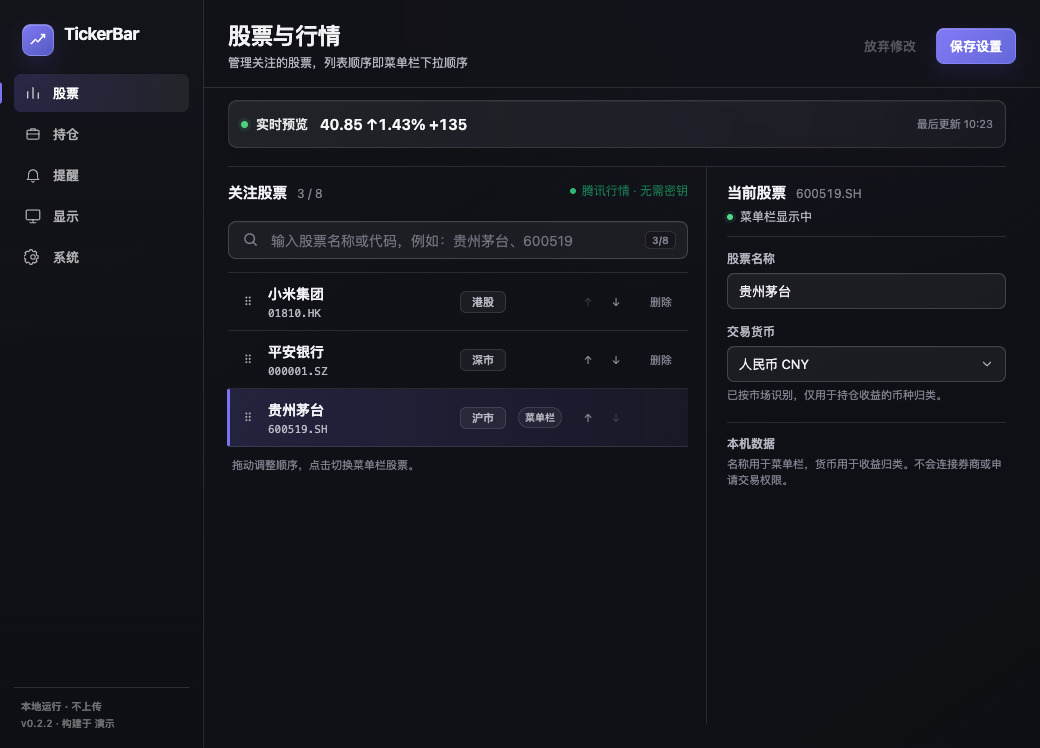 TickerBar
股票
持仓
提醒
显示
系统
本地运行 · 不上传
v0.2.2 · 构建于 演示
股票与行情
管理关注的股票，列表顺序即菜单栏下拉顺序
放弃修改
保存设置
实时预览 40.85 ↑1.43% +135
最后更新 10:23
关注股票 3 / 8
腾讯行情 · 无需密钥
输入股票名称或代码，例如：贵州茅台、600519
3/8
小米集团
01810.HK
港股
↑ ↓ 删除
平安银行
000001.SZ
深市
↑ ↓ 删除
贵州茅台
600519.SH
沪市
菜单栏
↑ ↓
拖动调整顺序，点击切换菜单栏股票。
当前股票 600519.SH
菜单栏显示中
股票名称
贵州茅台
交易货币
人民币 CNY
已按市场识别，仅用于持仓收益的币种归类。
本机数据
名称用于菜单栏，货币用于收益归类。不会连接券商或申
请交易权限。